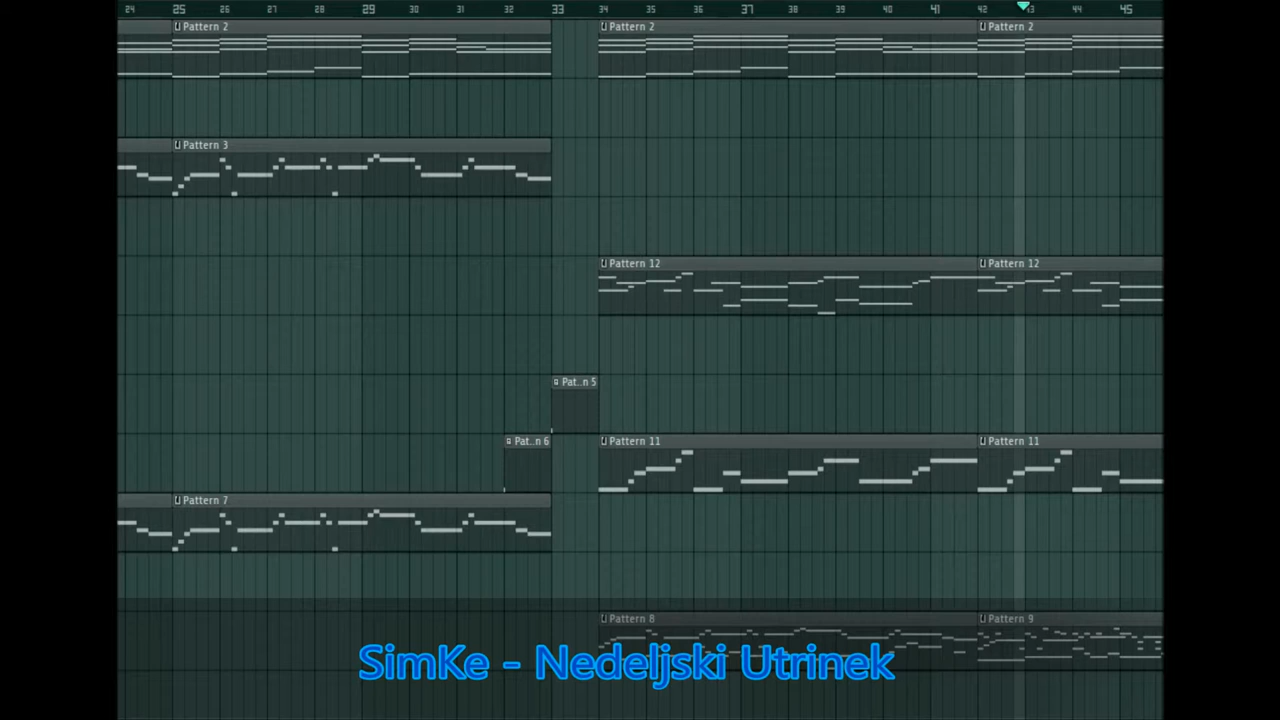 24 25 26 27 28 29 30 31 32 33 34 35 36 37 38 39 40 41 42 43 44 45
Pattern 2 Pattern 2 Pattern 2
Pattern 3
Pattern 12 Pattern 12
Pat..n 5
Pat..n 6 Pattern 11 Pattern 11
Pattern 7
Pattern 8 Pattern 9
SimKe - Nedeljski Utrinek